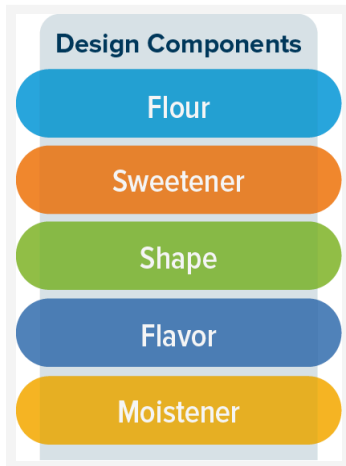 Design Components
Flour
Sweetener
Shape
Flavor
Moistener